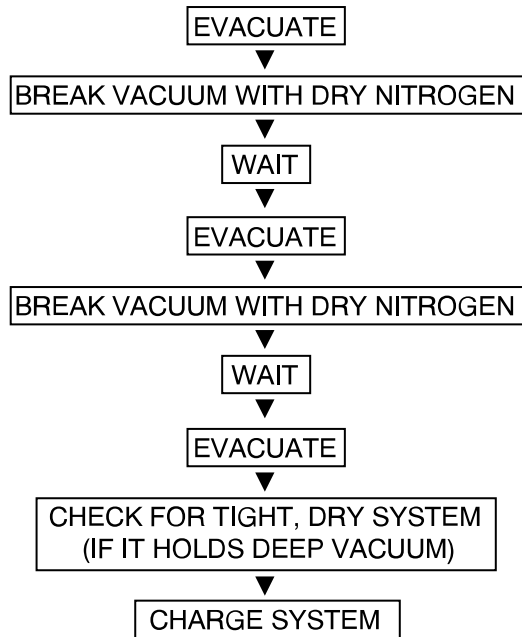 EVACUATE
BREAK VACUUM WITH DRY NITROGEN
WAIT
EVACUATE
BREAK VACUUM WITH DRY NITROGEN
WAIT
EVACUATE
CHECK FOR TIGHT, DRY SYSTEM
(IF IT HOLDS DEEP VACUUM)
CHARGE SYSTEM